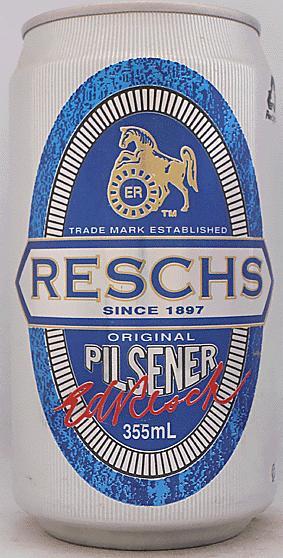 ER
TM
TRADE MARK ESTABLISHED
RESCHS
SINCE 1897
ORIGINAL
PILSENER
Ed Resch
355mL